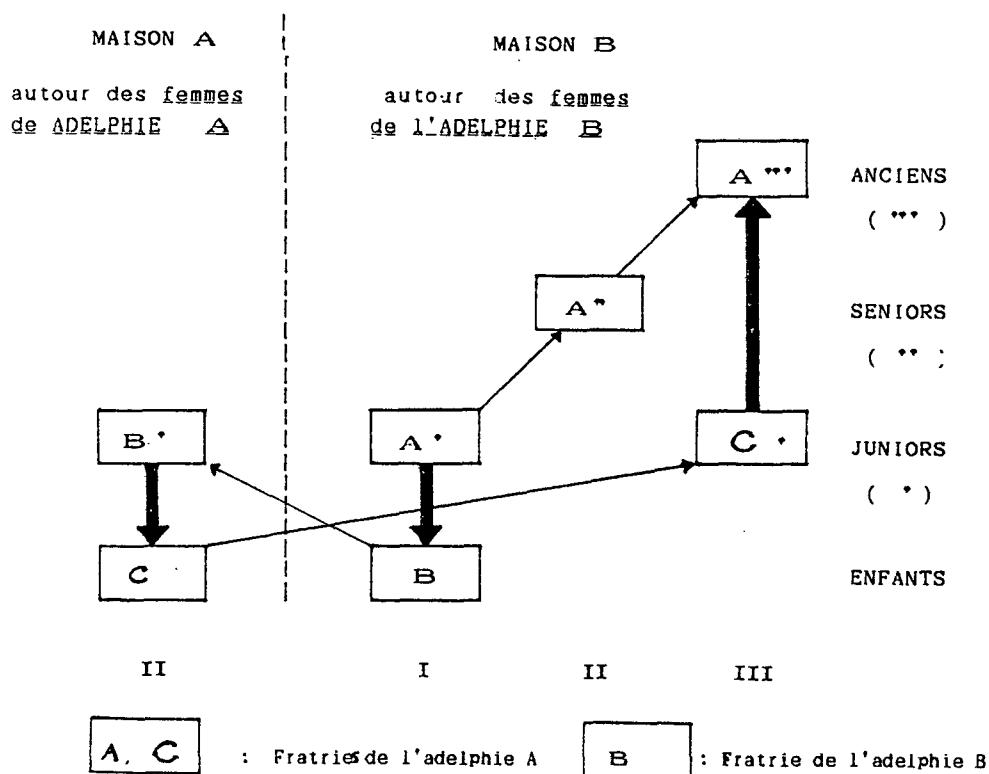 MAISON A
autour des femmes
de ADELPHIE A
MAISON B
autour des femmes
de l'ADELPHIE B
A ''' ANCIENS
( ''' )
A '' SENIORS
( '' )
B ' A ' C ' JUNIORS
( ' )
C B ENFANTS
II I II III
A, C : Fratries de l'adelphie A
B : Fratrie de l'adelphie B